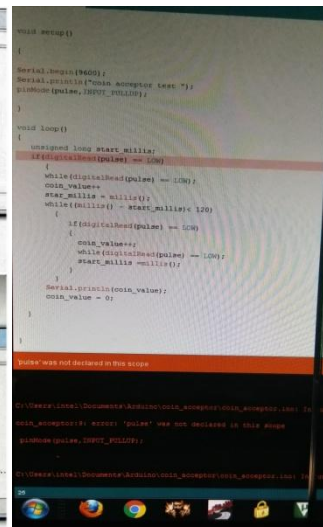 void setup()
{
Serial.begin(9600);
Serial.println("coin acceptor test ");
pinMode(pulse,INPUT_PULLUP);
}
void loop()
{
unsigned long start_millis;
if(digitalRead(pulse) == LOW)
{
while(digitalRead(pulse) == LOW);
coin_value++
star_millis = millis();
while((millis() - start_millis)< 120)
{
if(digitalRead(pulse) == LOW)
{
coin_value++;
while(digitalRead(pulse) == LOW);
start_millis =millis();
}
}
Serial.println(coin_value);
coin_value = 0;
}
}
'pulse' was not declared in this scope
C:\Users\intel\Documents\Arduino\coin_acceptor\coin_acceptor.ino: In
coin_acceptor:8: error: 'pulse' was not declared in this scope
pinMode(pulse,INPUT_PULLUP);
C:\Users\intel\Documents\Arduino\coin_acceptor\coin_acceptor.ino: In